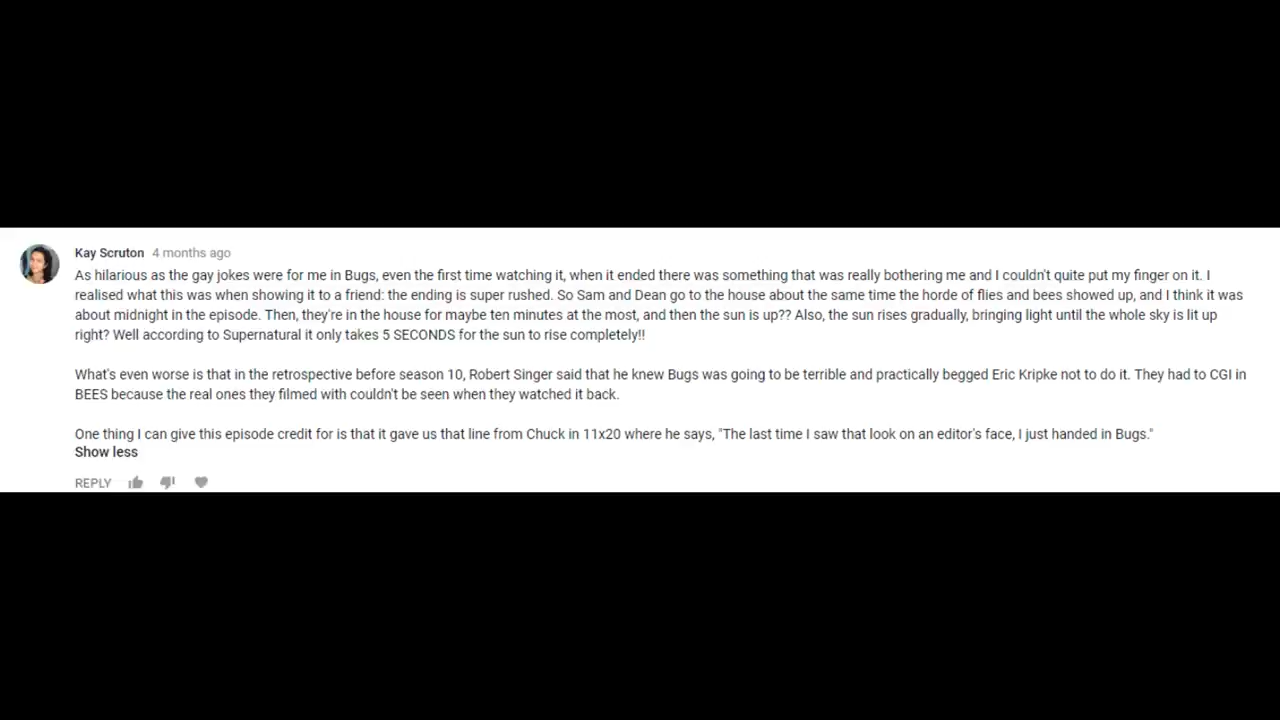 Kay Scruton 4 months ago
As hilarious as the gay jokes were for me in Bugs, even the first time watching it, when it ended there was something that was really bothering me and I couldn't quite put my finger on it. I
realised what this was when showing it to a friend: the ending is super rushed. So Sam and Dean go to the house about the same time the horde of flies and bees showed up, and I think it was
about midnight in the episode. Then, they're in the house for maybe ten minutes at the most, and then the sun is up?? Also, the sun rises gradually, bringing light until the whole sky is lit up
right? Well according to Supernatural it only takes 5 SECONDS for the sun to rise completely!!
What's even worse is that in the retrospective before season 10, Robert Singer said that he knew Bugs was going to be terrible and practically begged Eric Kripke not to do it. They had to CGI in
BEES because the real ones they filmed with couldn't be seen when they watched it back.
One thing I can give this episode credit for is that it gave us that line from Chuck in 11x20 where he says, "The last time I saw that look on an editor's face, I just handed in Bugs."
Show less
REPLY